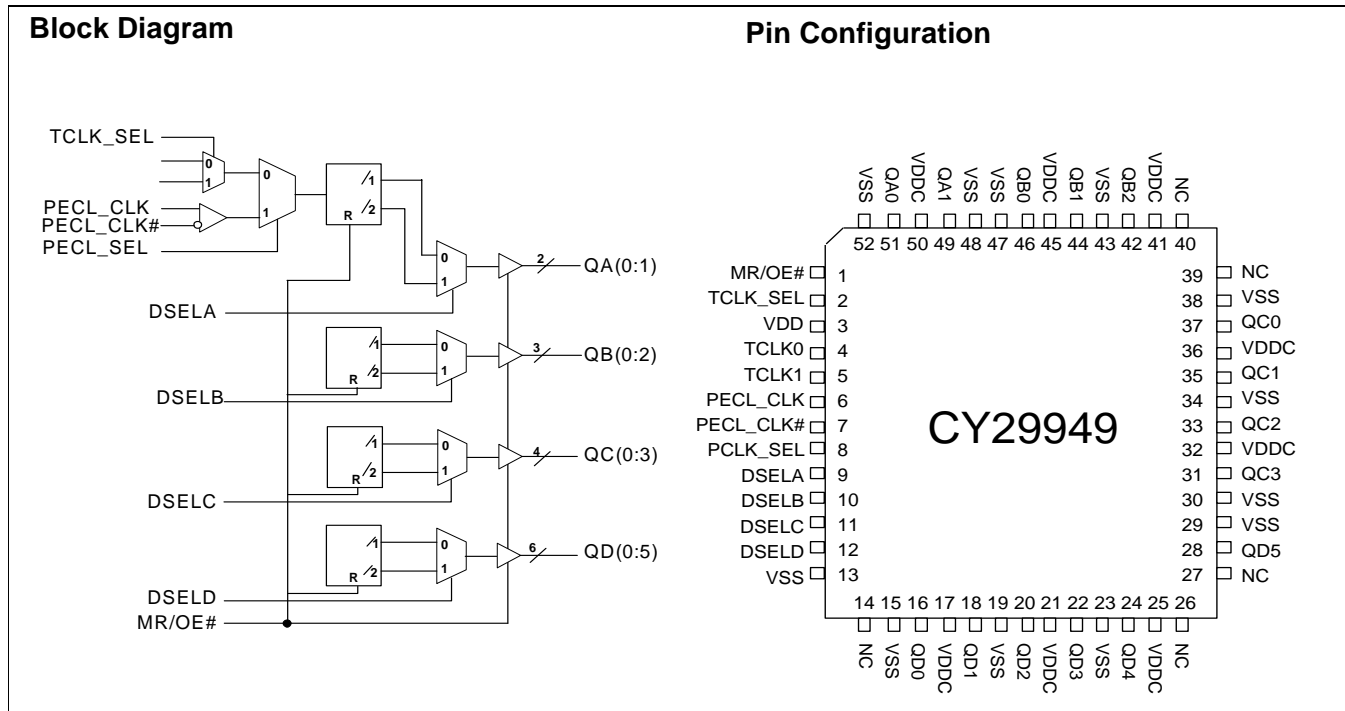 Block Diagram
TCLK_SEL
0
1
0
1
PECL_CLK
PECL_CLK#
PECL_SEL
/1
/2
R
0
1
2
QA(0:1)
DSELA
/1
/2
R
0
1
3
QB(0:2)
DSELB
/1
/2
R
0
1
4
QC(0:3)
DSELC
/1
/2
R
0
1
6
QD(0:5)
DSELD
MR/OE#
Pin Configuration
VSS QA0 VDDC QA1 VSS VSS QB0 VDDC QB1 VSS QB2 VDDC NC
52 51 50 49 48 47 46 45 44 43 42 41 40
MR/OE# 1 39 NC
TCLK_SEL 2 38 VSS
VDD 3 37 QC0
TCLK0 4 36 VDDC
TCLK1 5 35 QC1
PECL_CLK 6 34 VSS
PECL_CLK# 7 33 QC2
PCLK_SEL 8 32 VDDC
DSELA 9 31 QC3
DSELB 10 30 VSS
DSELC 11 29 VSS
DSELD 12 28 QD5
VSS 13 27 NC
CY29949
14 15 16 17 18 19 20 21 22 23 24 25 26
NC VSS QD0 VDDC QD1 VSS QD2 VDDC QD3 VSS QD4 VDDC NC